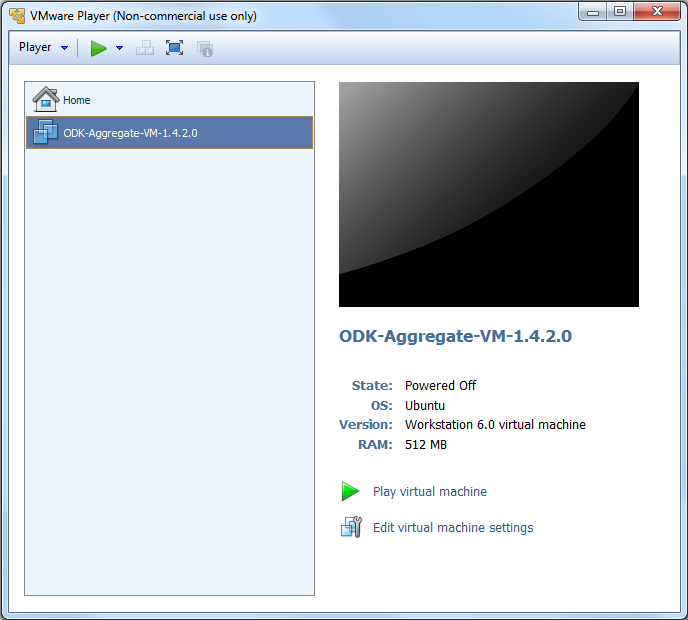 VMware Player (Non-commercial use only)
Player
Home
ODK-Aggregate-VM-1.4.2.0
ODK-Aggregate-VM-1.4.2.0
State: Powered Off
OS: Ubuntu
Version: Workstation 6.0 virtual machine
RAM: 512 MB
Play virtual machine
Edit virtual machine settings